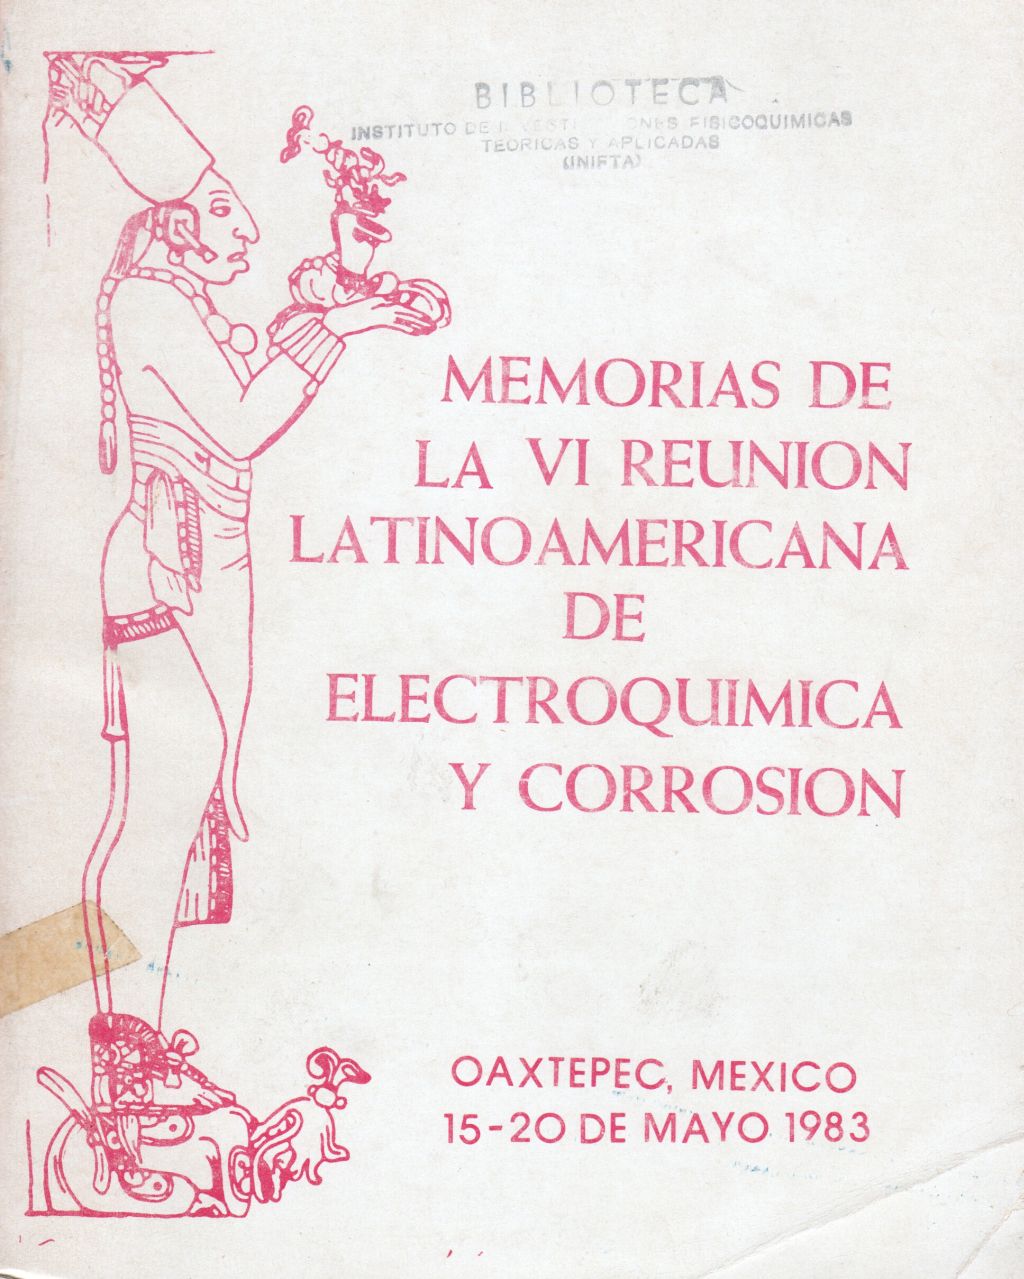 BIBLIOTECA
INSTITUTO DE INVESTIGACIONES FISICOQUIMICAS
TEORICAS Y APLICADAS
(INIFTA)
MEMORIAS DE
LA VI REUNION
LATINOAMERICANA
DE
ELECTROQUIMICA
Y CORROSION
OAXTEPEC, MEXICO
15-20 DE MAYO 1983